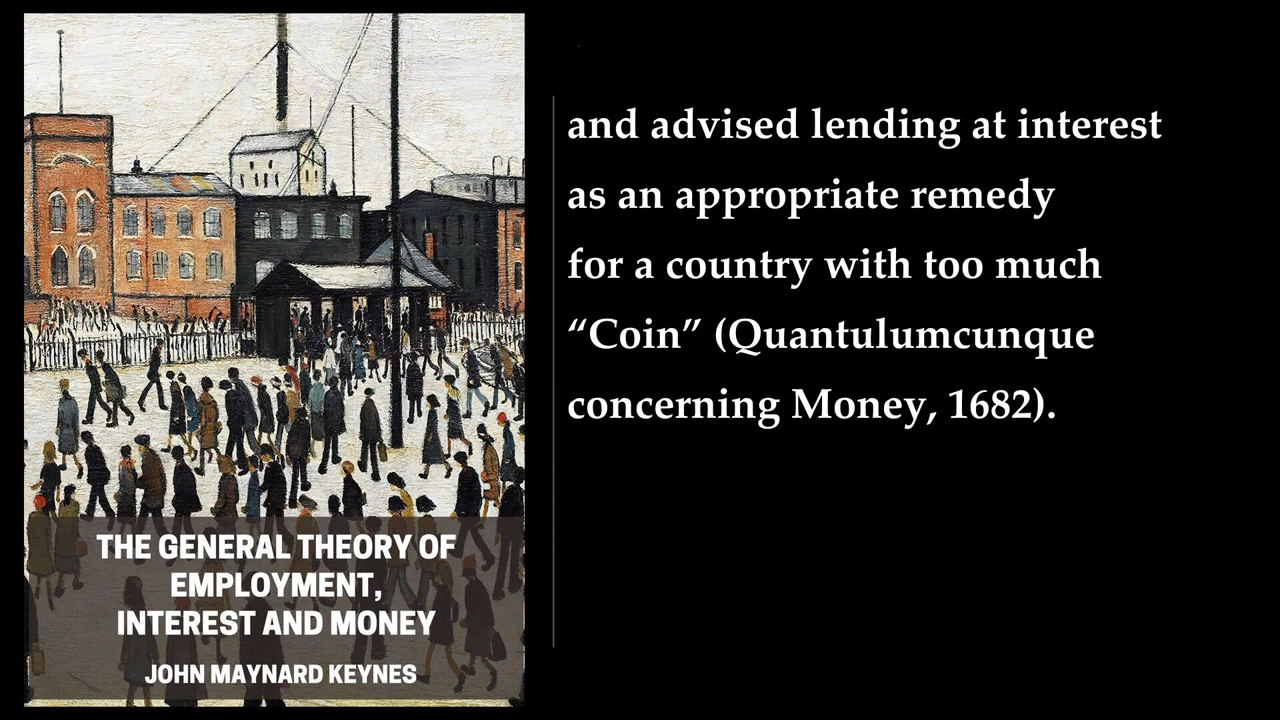 THE GENERAL THEORY OF
EMPLOYMENT,
INTEREST AND MONEY
JOHN MAYNARD KEYNES
and advised lending at interest
as an appropriate remedy
for a country with too much
“Coin” (Quantulumcunque
concerning Money, 1682).